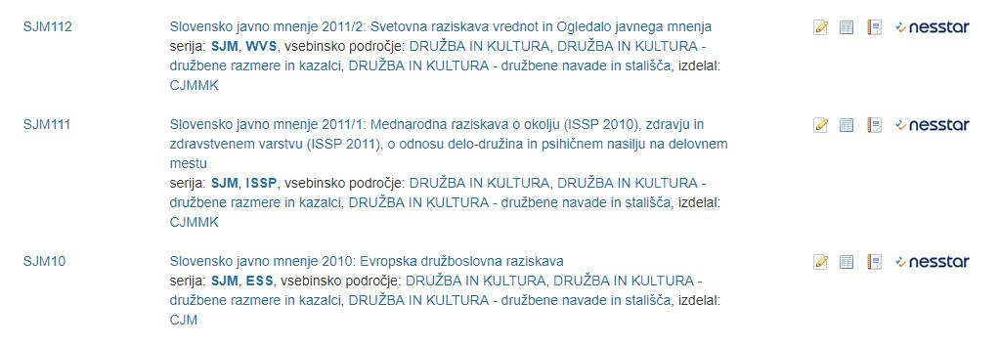 SJM112 Slovensko javno mnenje 2011/2: Svetovna raziskava vrednot in Ogledalo javnega mnenja nesstar
serija: SJM, WVS, vsebinsko področje: DRUŽBA IN KULTURA, DRUŽBA IN KULTURA -
družbene razmere in kazalci, DRUŽBA IN KULTURA - družbene navade in stališča, izdelal:
CJMMK
SJM111 Slovensko javno mnenje 2011/1: Mednarodna raziskava o okolju (ISSP 2010), zdravju in nesstar
zdravstvenem varstvu (ISSP 2011), o odnosu delo-družina in psihičnem nasilju na delovnem
mestu
serija: SJM, ISSP, vsebinsko področje: DRUŽBA IN KULTURA, DRUŽBA IN KULTURA -
družbene razmere in kazalci, DRUŽBA IN KULTURA - družbene navade in stališča, izdelal:
CJMMK
SJM10 Slovensko javno mnenje 2010: Evropska družboslovna raziskava nesstar
serija: SJM, ESS, vsebinsko področje: DRUŽBA IN KULTURA, DRUŽBA IN KULTURA -
družbene razmere in kazalci, DRUŽBA IN KULTURA - družbene navade in stališča, izdelal:
CJM